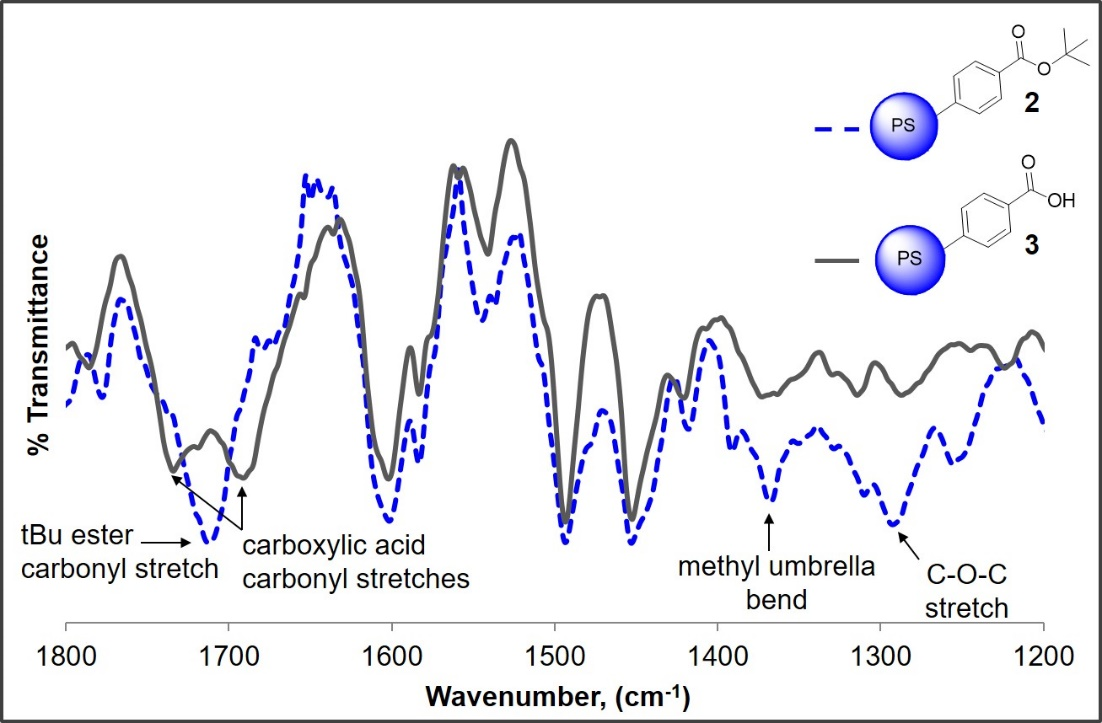 O
O
2
PS
O
OH
3
PS
% Transmittance
tBu ester
carbonyl stretch
carboxylic acid
carbonyl stretches
methyl umbrella
bend
C-O-C
stretch
1800 1700 1600 1500 1400 1300 1200
Wavenumber, (cm⁻¹)